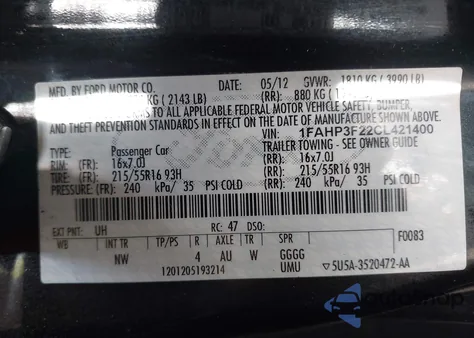 MFD. BY FORD MOTOR CO.
DATE: 05/12 GVWR: 1810 KG ( 3990 LB)
KG ( 2143 LB) 880 KG (
THIS VEHICLE CONFORMS TO ALL APPLICABLE FEDERAL MOTOR VEHICLE SAFETY, BUMPER,
AND THEFT PREVENTION STANDARDS IN EFFECT ON THE DATE OF MANUFACTURE SHOWN ABOVE.
VIN: 1FAHP3F22CL421400
TYPE: Passenger Car TRAILER TOWING - SEE OWNER GUIDE
RIM: (FR): 16x7.0J (RR): 16x7.0J
TIRE: (FR): 215/55R16 93H (RR): 215/55R16 93H
PRESSURE: (FR): 240 kPa/ 35 PSI COLD (RR): 240 kPa/ 35 PSI COLD
EXT PNT: UH RC: 47 DSO: F0083
WB INT TR TP/PS R AXLE TR SPR
NW 4 AU W GGGG
1201205193214 UMU ▽5U5A-3520472-AA